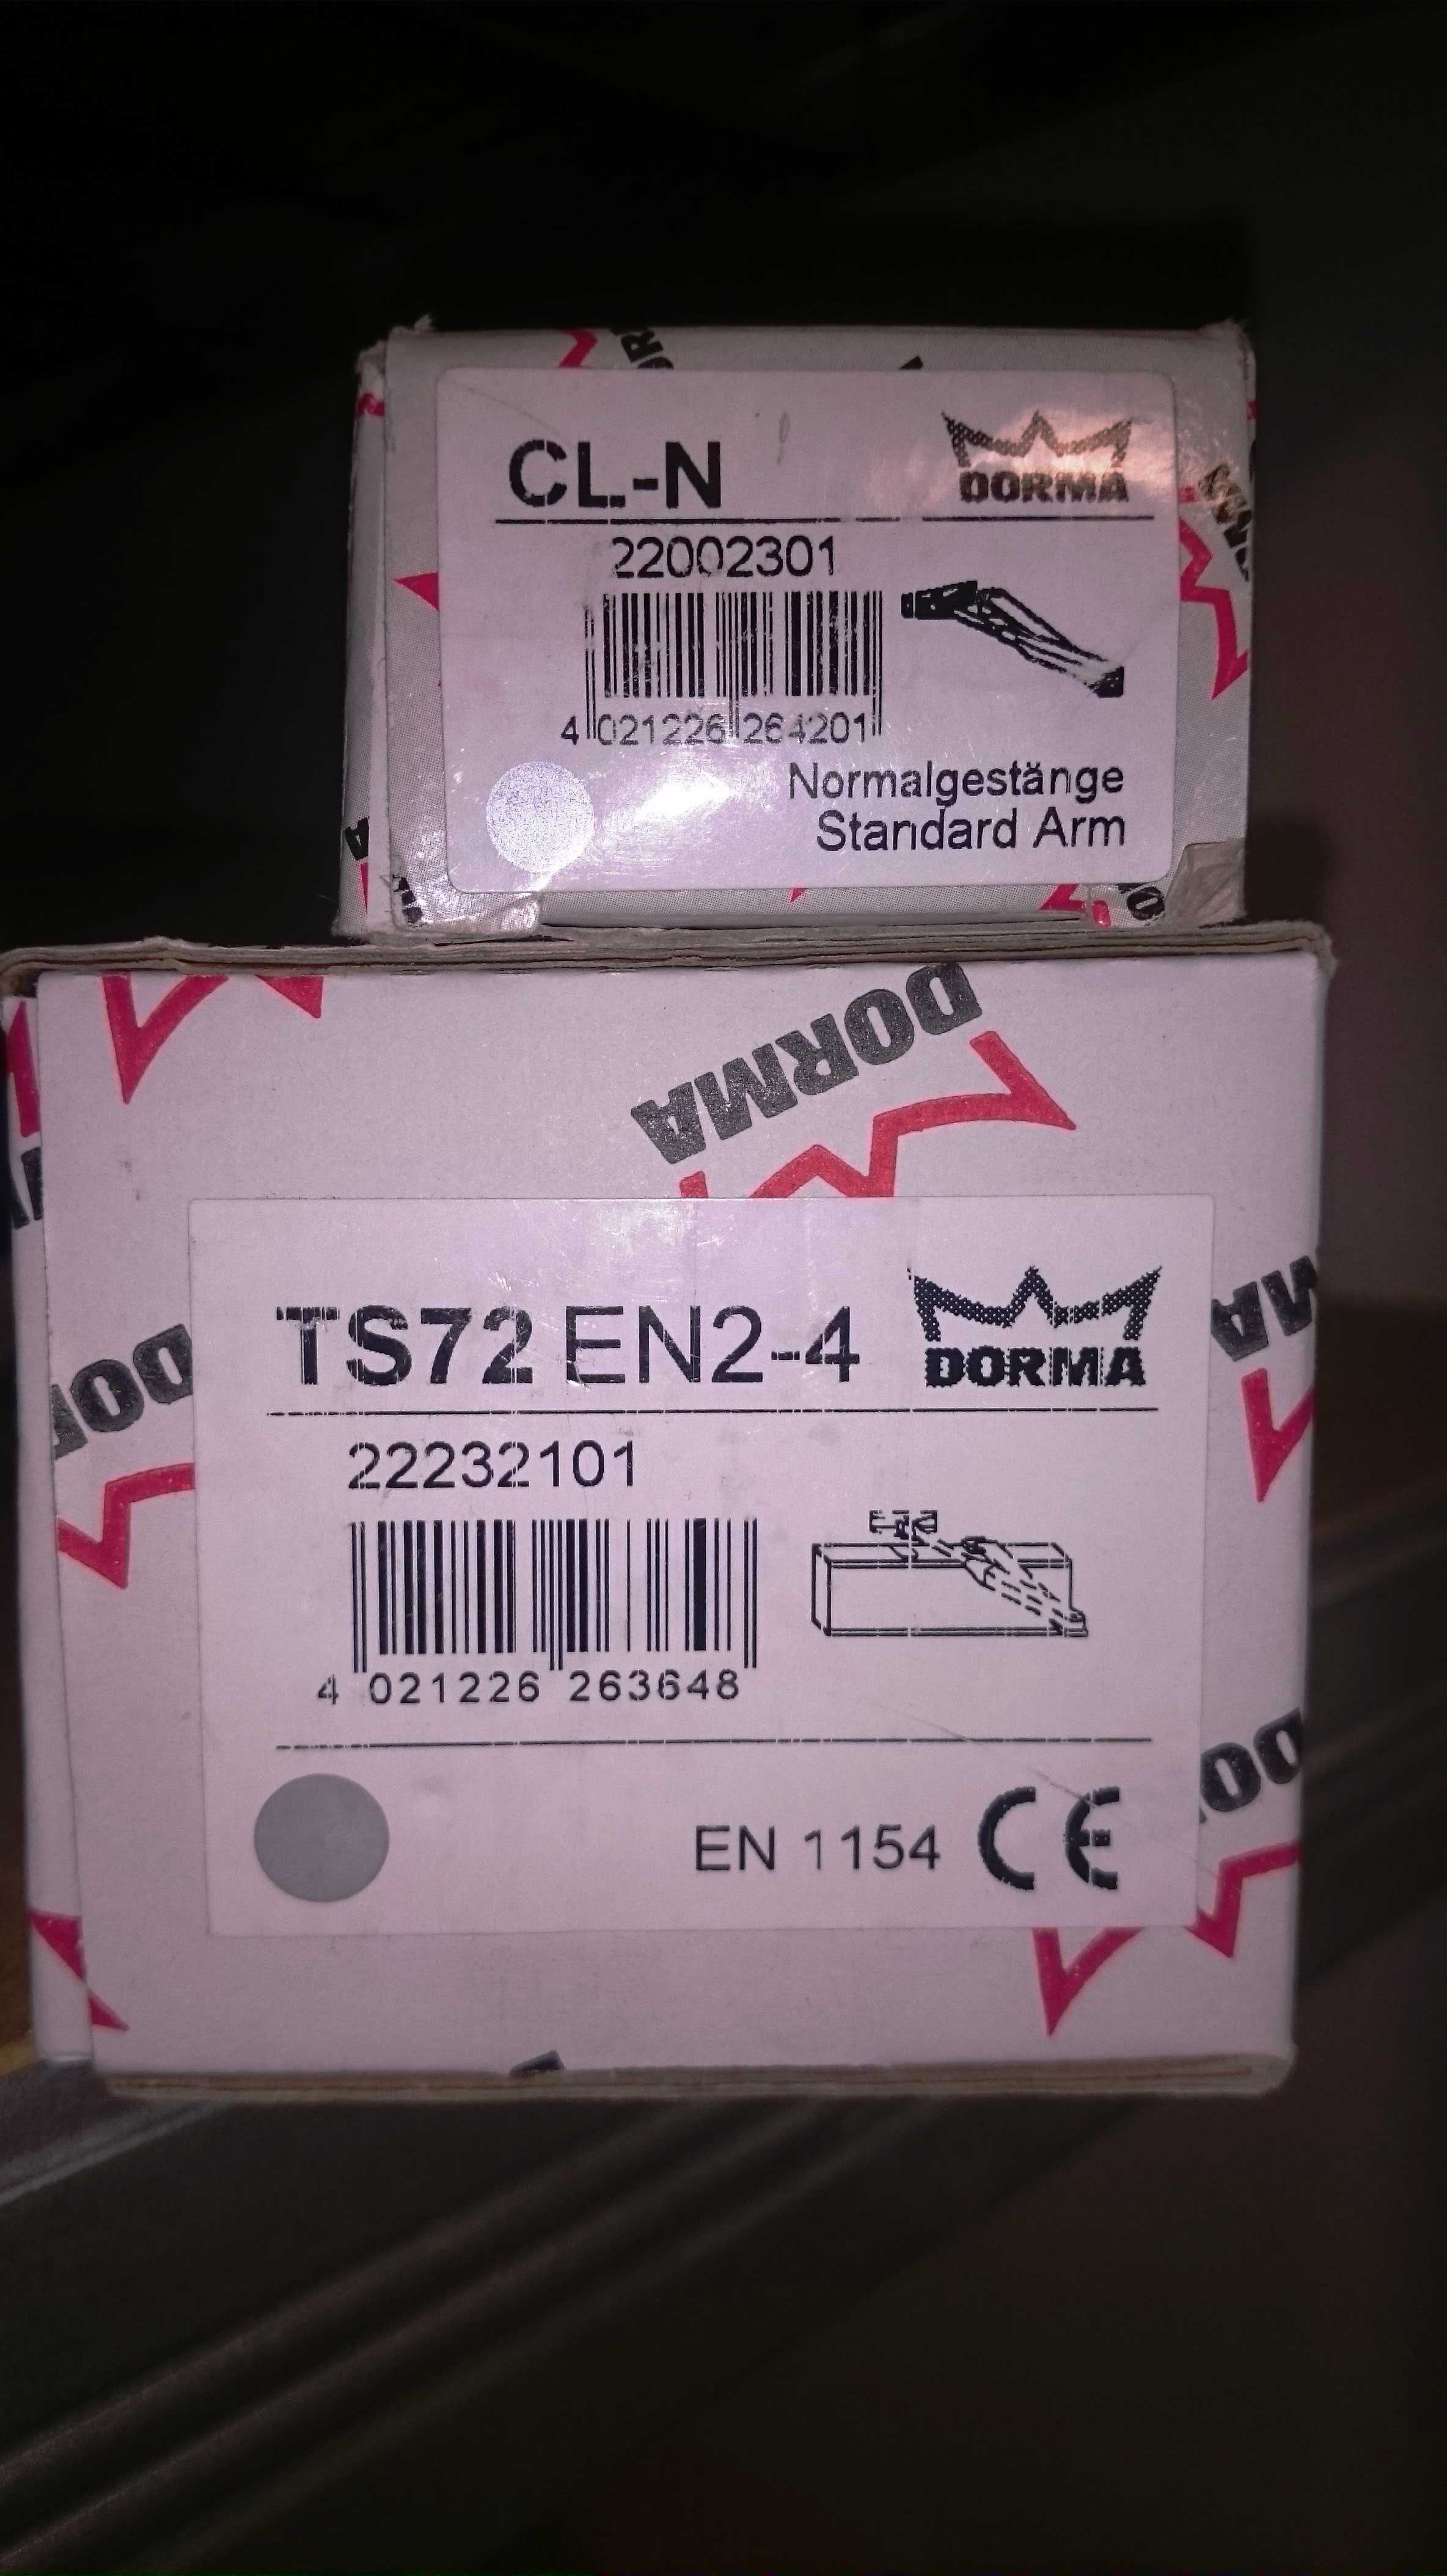 CL-N
DORMA
22002301
4 021226 264201
Normalgestänge
Standard Arm
DORMA
TS72 EN2-4
DORMA
22232101
4 021226 263648
EN 1154 CE